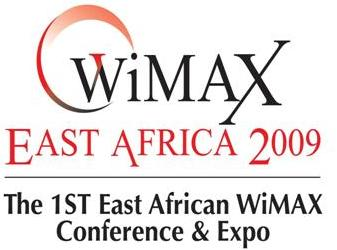 WiMAX
EAST AFRICA 2009
The 1ST East African WiMAX
Conference & Expo